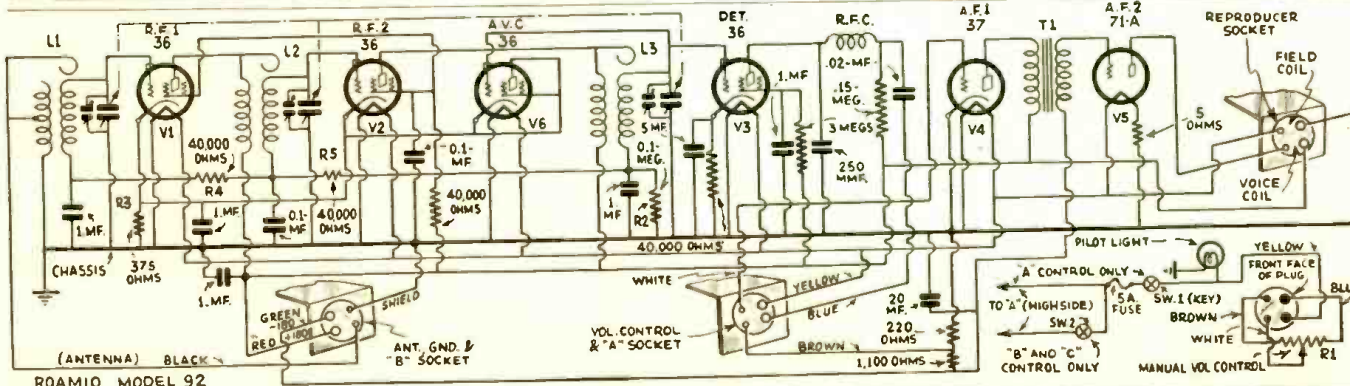 R.F.1
36
R.F.2
36
A.V.C
36
DET.
36
R.F.C.
A.F.1
37
T1
A.F.2
71-A
REPRODUCER
SOCKET
FIELD
COIL
L1
L2
L3
.02-MF.
.15-
MEG.
1.MF
3 MEGS
V1
V2
V6
V3
V4
V5
.5
OHMS
VOICE
COIL
40,000
OHMS
R4
R5
0.1-
MF
.5 MF.
0.1-
MEG.
250
MMF.
R3
1.MF.
1.MF.
0.1-
MF.
40,000
OHMS
40,000
OHMS
1.
MF
R2
40,000 OHMS
CHASSIS
375
OHMS
1.MF.
WHITE
YELLOW
BLUE
GREEN
-180
RED
+180
SHIELD
ANT. GND. &
"B" SOCKET
VOL. CONTROL
& "A" SOCKET
BROWN
20
MF.
220
OHMS
1,100 OHMS
PILOT LIGHT
YELLOW
FRONT FACE
OF PLUG
"A" CONTROL ONLY
TO "A" (HIGHSIDE)
5A.
FUSE
SW.1 (KEY)
BROWN
SW2
"B" AND "C"
CONTROL ONLY
WHITE
R1
MANUAL VOL CONTROL
(ANTENNA) BLACK
ROAMIO MODEL 92